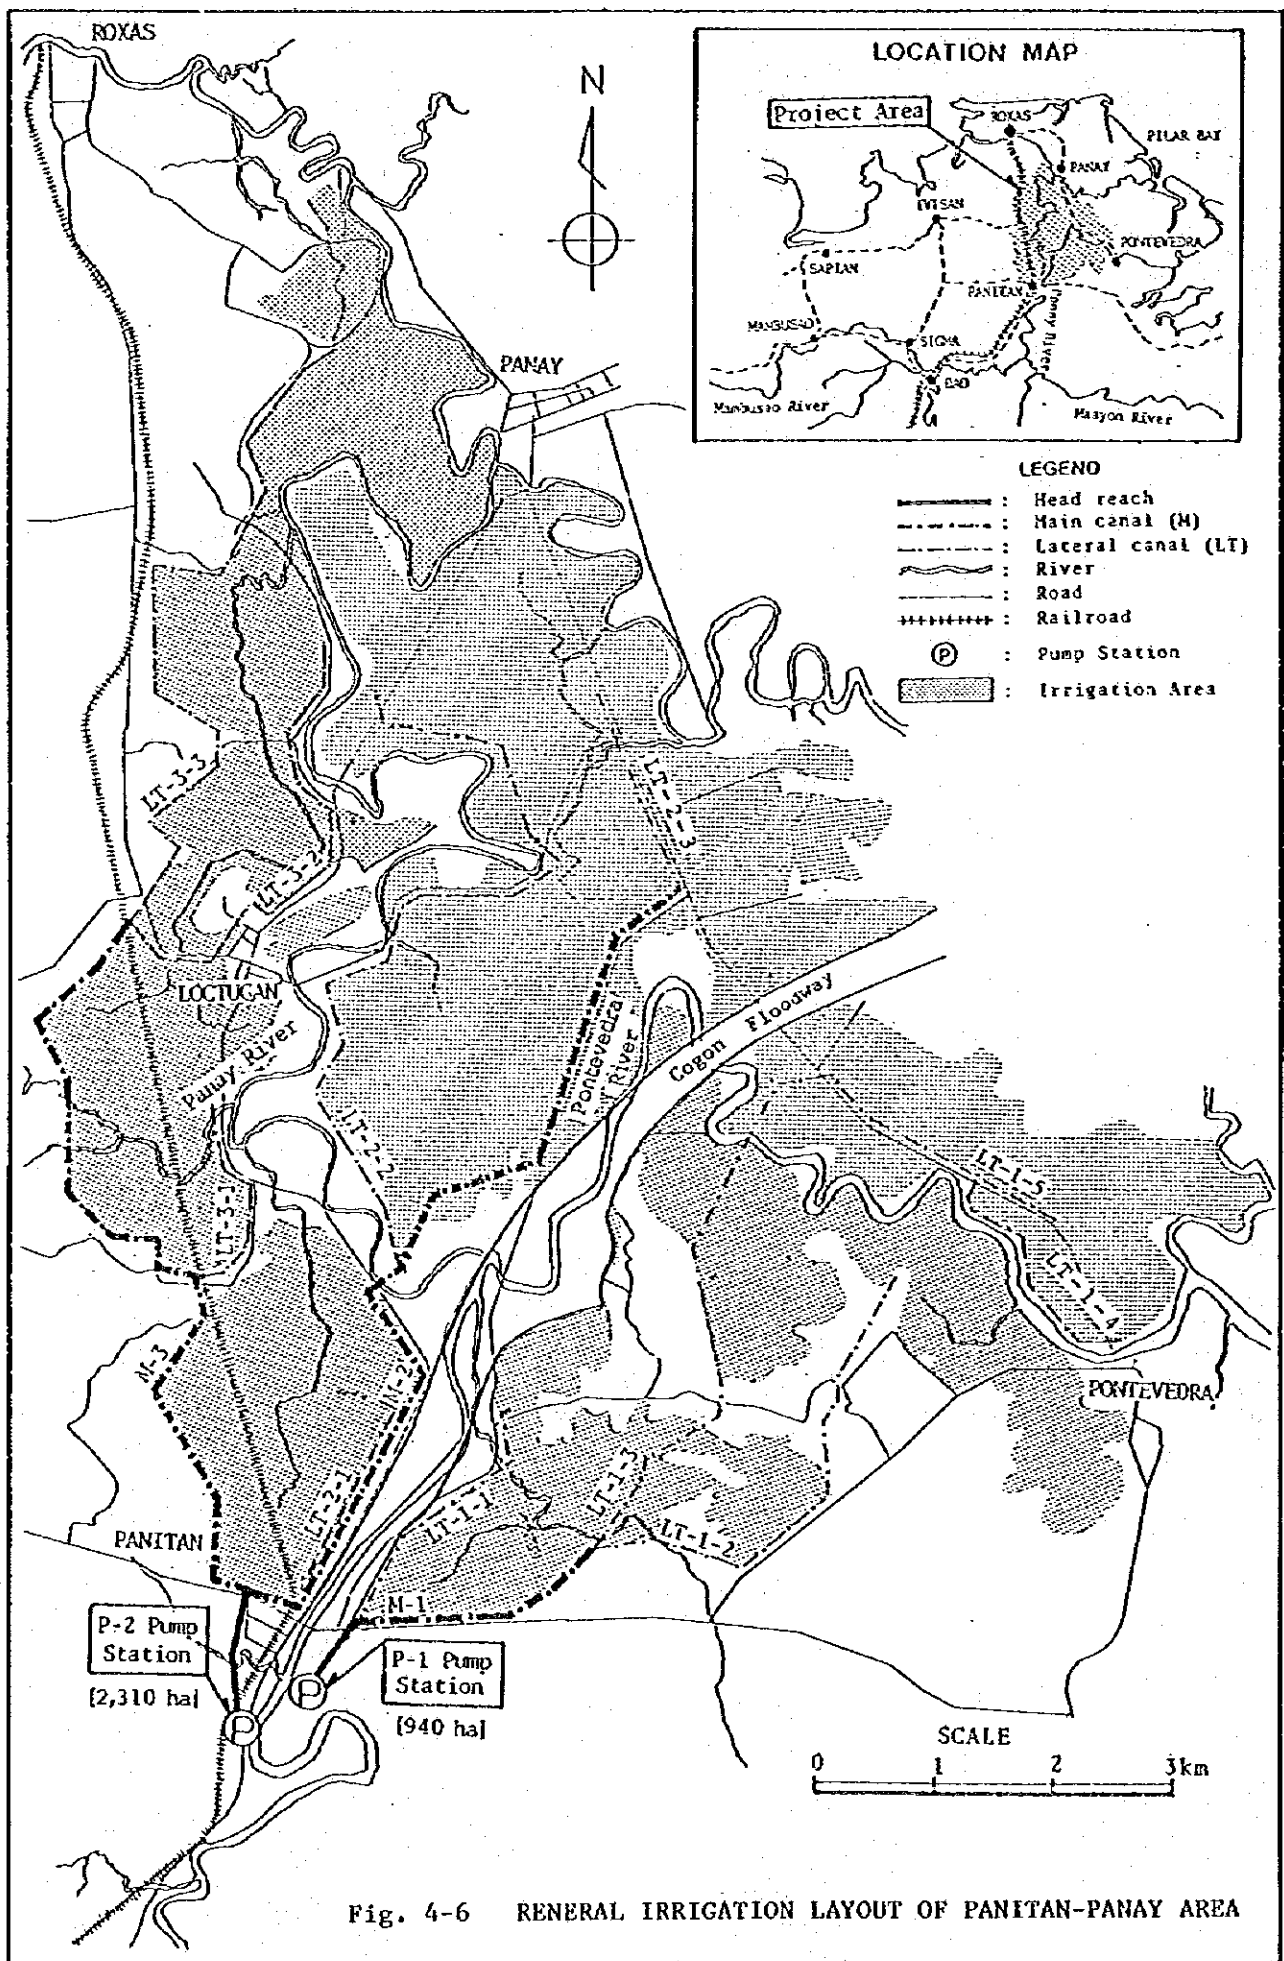 ROXAS
N
LOCATION MAP
Project Area
ROXAS
PILAR BAY
PANAY
IVISAN
PONTEVEDRA
SAPIAN
PANITAN
Panay River
MAMBUSAO
SIGMA
DAO
Mambusao River
Maayon River
PANAY
LEGEND
: Head reach
: Main canal (M)
: Lateral canal (LT)
: River
: Road
: Railroad
P : Pump Station
: Irrigation Area
LT-3-3
LT-2-3
LT-3-2
LOCTUGAN
Panay River
Pontevedra
River
Cogon Floodway
LT-2-2
LT-1-5
LT-3-1
LT-1-4
M-3
M-2
PONTEVEDRA
LT-2-1
LT-1-1
LT-1-3
LT-1-2
PANITAN
M-1
P-2 Pump
Station
[2,310 ha]
P-1 Pump
Station
[940 ha]
P
P
SCALE
0 1 2 3km
Fig. 4-6 RENERAL IRRIGATION LAYOUT OF PANITAN-PANAY AREA